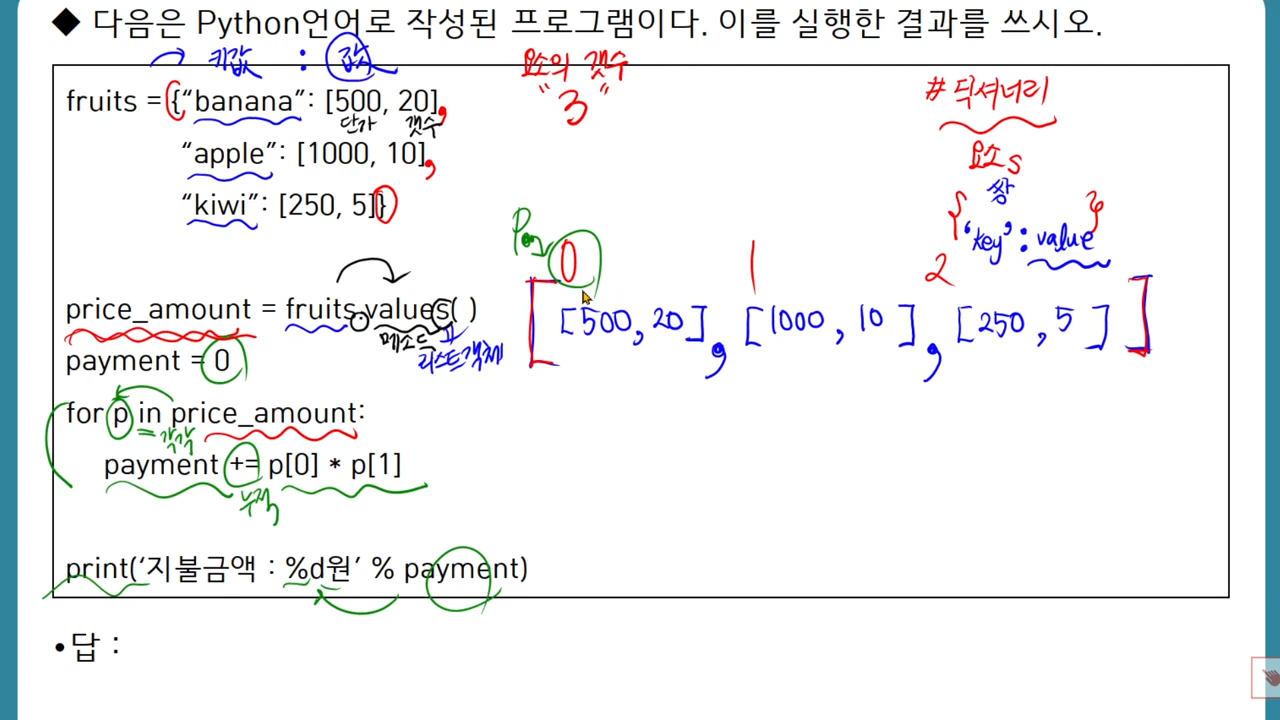 ◆ 다음은 Python언어로 작성된 프로그램이다. 이를 실행한 결과를 쓰시오.
키값 : 값
요소의 갯수
"3"
#딕셔너리
요소s
쌍
{'key' : value}
fruits = {“banana”: [500, 20],
단가 갯수
“apple”: [1000, 10],
“kiwi”: [250, 5]}
0 1 2
price_amount = fruits.values( )
[ [500, 20], [1000, 10], [250, 5] ]
메소드
리스트객체
payment = 0
for p in price_amount:
각각
payment += p[0] * p[1]
누적
print(‘지불금액 : %d원’ % payment)
•답 :